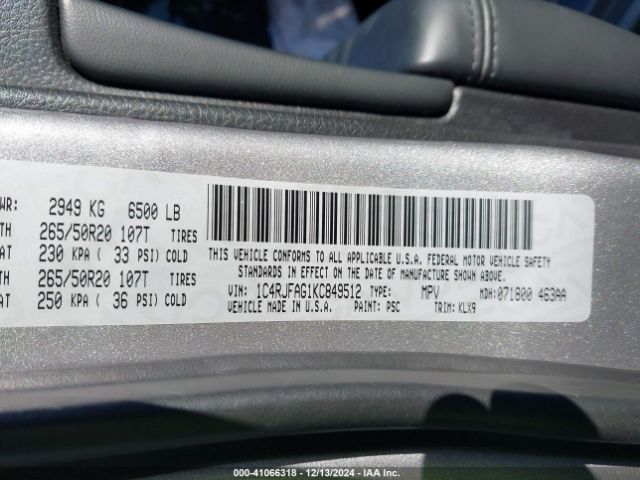 WR: 2949 KG 6500 LB
TH 265/50R20 107T TIRES
AT 230 KPA ( 33 PSI) COLD
TH 265/50R20 107T TIRES
AT 250 KPA ( 36 PSI) COLD
THIS VEHICLE CONFORMS TO ALL APPLICABLE U.S.A. FEDERAL MOTOR VEHICLE SAFETY
STANDARDS IN EFFECT ON THE DATE OF MANUFACTURE SHOWN ABOVE.
VIN: 1C4RJFAG1KC849512 TYPE: MPV MDH: 071800 463AA
VEHICLE MADE IN U.S.A. PAINT: PSC TRIM: KLX9
000-41066318 - 12/13/2024 - IAA Inc.